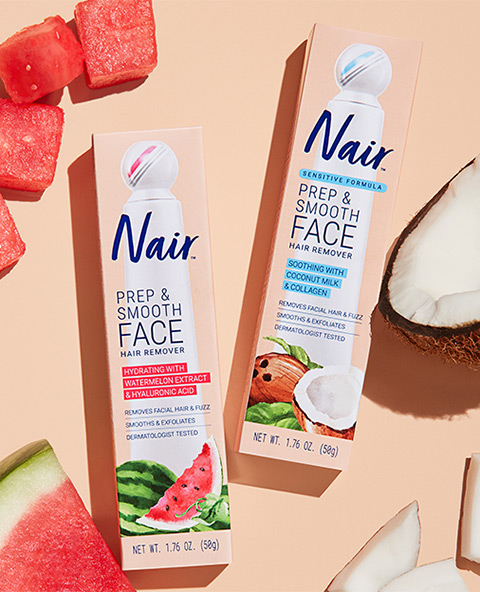 Nair™
PREP &
SMOOTH
FACE
HAIR REMOVER
HYDRATING WITH
WATERMELON EXTRACT
& HYALURONIC ACID
REMOVES FACIAL HAIR & FUZZ
SMOOTHS & EXFOLIATES
DERMATOLOGIST TESTED
NET WT. 1.76 OZ. (50g)
Nair™
SENSITIVE FORMULA
PREP &
SMOOTH
FACE
HAIR REMOVER
SOOTHING WITH
COCONUT MILK
& COLLAGEN
REMOVES FACIAL HAIR & FUZZ
SMOOTHS & EXFOLIATES
DERMATOLOGIST TESTED
NET WT. 1.76 OZ. (50g)